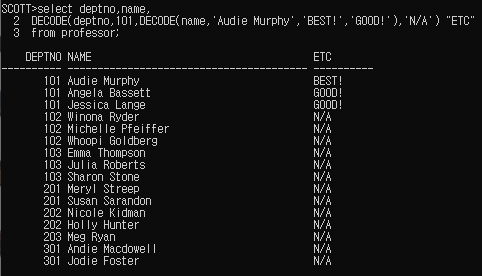 SCOTT>select deptno,name,
2 DECODE(deptno,101,DECODE(name,'Audie Murphy','BEST!','GOOD!'),'N/A') "ETC"
3 from professor;
DEPTNO NAME ETC
---------- ---------------------------------------- ----------
101 Audie Murphy BEST!
101 Angela Bassett GOOD!
101 Jessica Lange GOOD!
102 Winona Ryder N/A
102 Michelle Pfeiffer N/A
102 Whoopi Goldberg N/A
103 Emma Thompson N/A
103 Julia Roberts N/A
103 Sharon Stone N/A
201 Meryl Streep N/A
201 Susan Sarandon N/A
202 Nicole Kidman N/A
202 Holly Hunter N/A
203 Meg Ryan N/A
301 Andie Macdowell N/A
301 Jodie Foster N/A